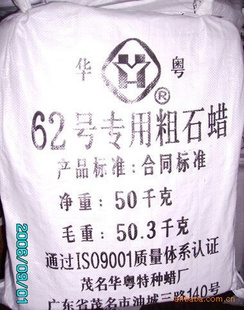 华 粤
®
62号专用粗石蜡
产品标准：合同标准
净重：50千克
毛重：50.3千克
通过ISO9001质量体系认证
茂名华粤特种蜡厂
广东省茂名市油城三路140号
2006/09/01